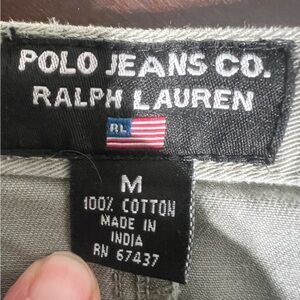 POLO JEANS CO.
RALPH LAUREN
RL
M
100% COTTON
MADE IN
INDIA
RN 67437